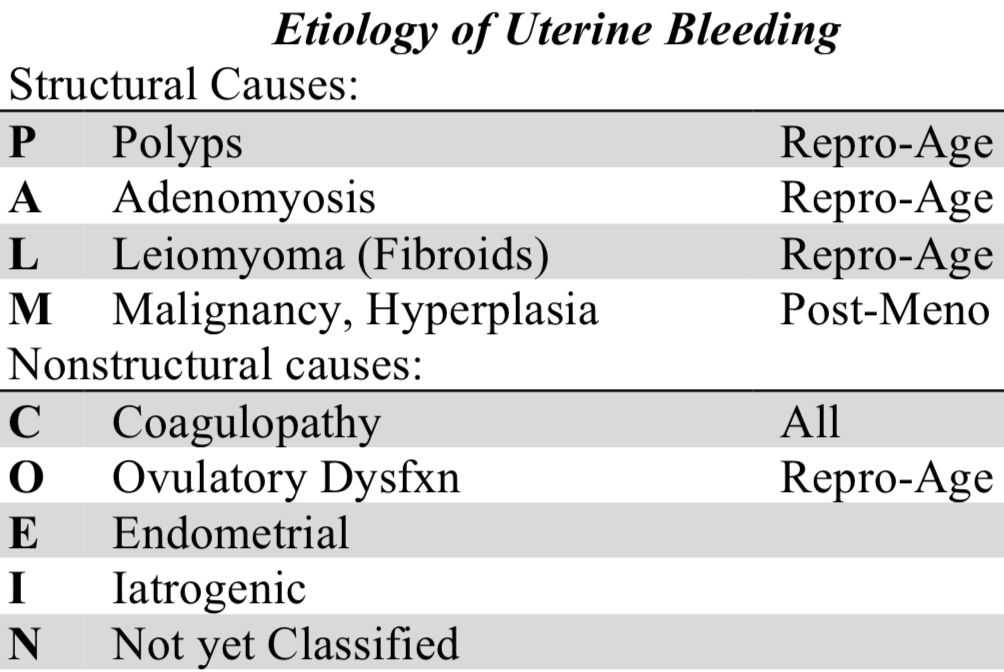 Etiology of Uterine Bleeding
Structural Causes:
P Polyps Repro-Age
A Adenomyosis Repro-Age
L Leiomyoma (Fibroids) Repro-Age
M Malignancy, Hyperplasia Post-Meno
Nonstructural causes:
C Coagulopathy All
O Ovulatory Dysfxn Repro-Age
E Endometrial
I Iatrogenic
N Not yet Classified